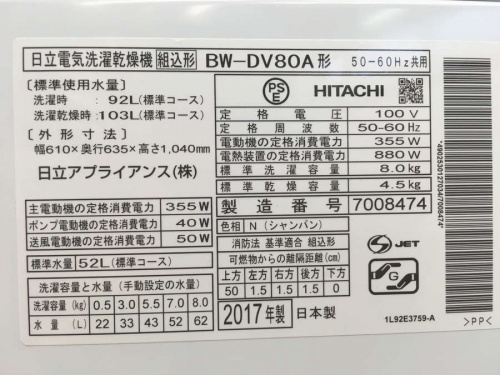 日立電気洗濯乾燥機 組込形 BW-DV80A形 50-60Hz共用
〔標準使用水量〕
洗濯時 : 92L(標準コース)
洗濯乾燥時 : 103L(標準コース)
〔外形寸法〕
幅610×奥行635×高さ1,040mm
日立アプライアンス(株)
主電動機の定格消費電力 355W
ポンプ電動機の定格消費電力 40W
送風電動機の定格消費電力 50W
標準水量 52L(標準コース)
洗濯容量と水量(手動設定の水量)
洗濯容量(kg) 0.5 3.0 5.5 7.0 8.0
水量(L) 22 33 43 52 62
PSE HITACHI
定格電圧 100V
定格周波数 50-60Hz
電動機の定格消費電力 355W
電熱装置の定格消費電力 880W
標準洗濯容量 8.0kg
標準乾燥容量 4.5kg
製造番号 7008474
色相 N(シャンパン)
消防法 基準適合 組込形
可燃物からの離隔距離(cm)
上方 左方 右方 前方 後方 下方
50 1.5 1.5 1.5 0
2017年製 日本製
S JET
G
1L92E3759-A
*4902530127034/7008474*
>PP<